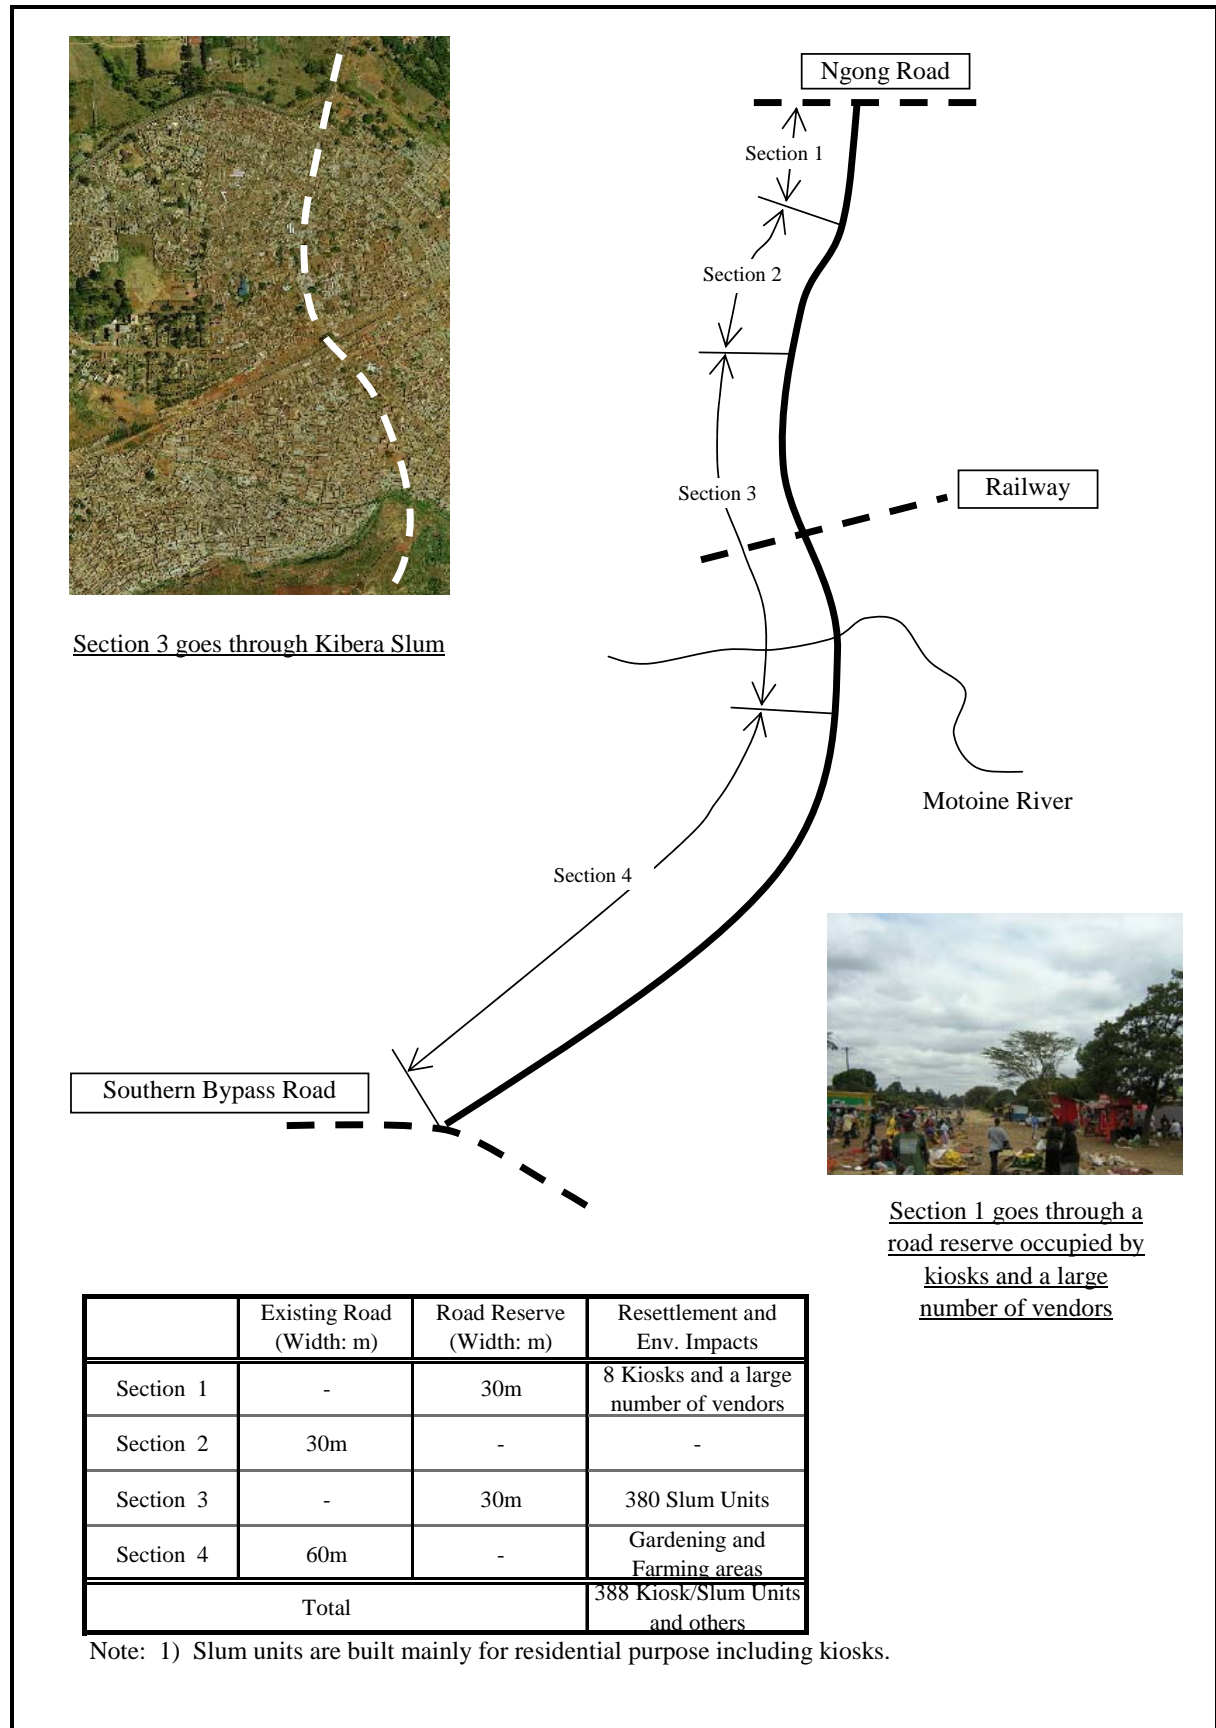 Ngong Road
Section 1
Section 2
Section 3
Railway
Section 3 goes through Kibera Slum
Motoine River
Section 4
Southern Bypass Road
Section 1 goes through a
road reserve occupied by
kiosks and a large
number of vendors
Existing Road
(Width: m)
Road Reserve
(Width: m)
Resettlement and
Env. Impacts
Section 1
-
30m
8 Kiosks and a large
number of vendors
Section 2
30m
-
-
Section 3
-
30m
380 Slum Units
Section 4
60m
-
Gardening and
Farming areas
Total
388 Kiosk/Slum Units
and others
Note: 1) Slum units are built mainly for residential purpose including kiosks.